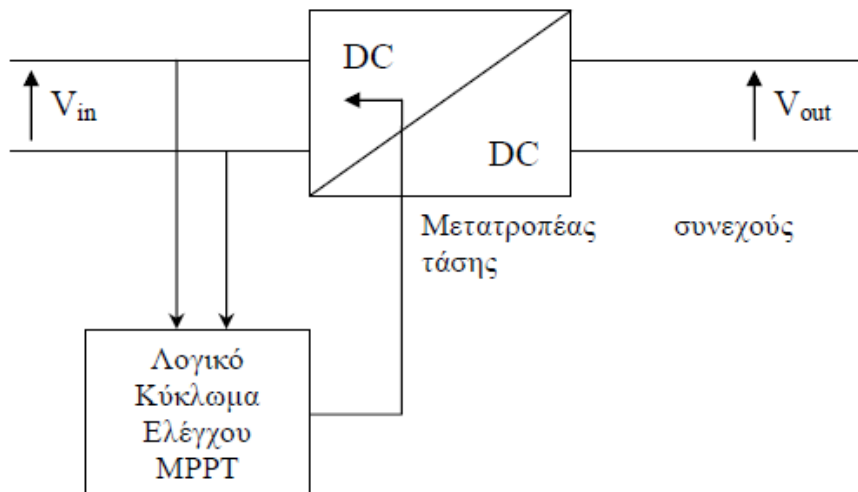 DC
V_in
V_out
DC
Μετατροπέας συνεχούς
τάσης
Λογικό
Κύκλωμα
Ελέγχου
MPPT